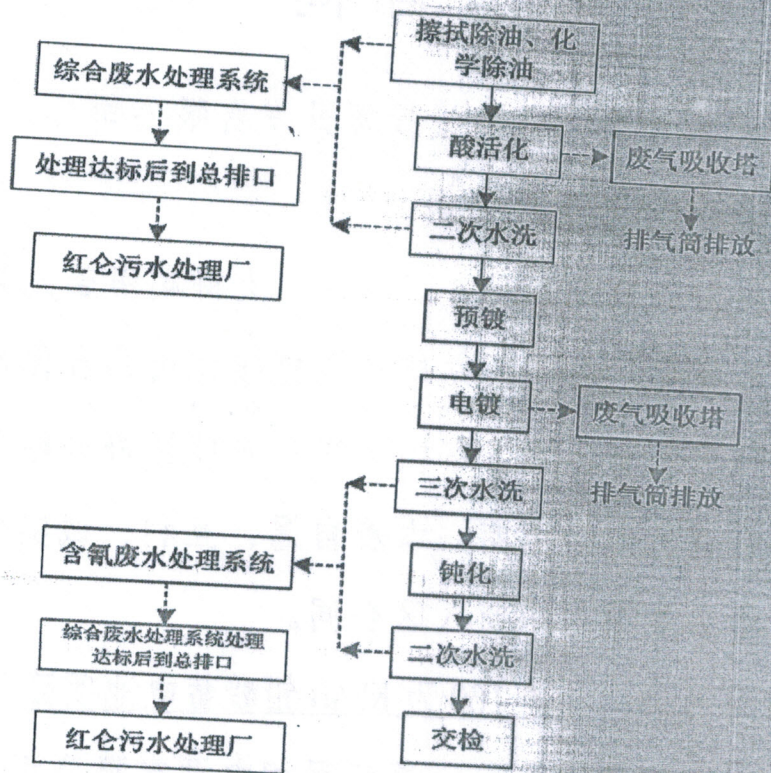 擦拭除油、化
学除油
综合废水处理系统
酸活化
废气吸收塔
处理达标后到总排口
二次水洗
排气筒排放
红仑污水处理厂
预镀
电镀
废气吸收塔
三次水洗
排气筒排放
含氰废水处理系统
钝化
综合废水处理系统处理
达标后到总排口
二次水洗
红仑污水处理厂
交检